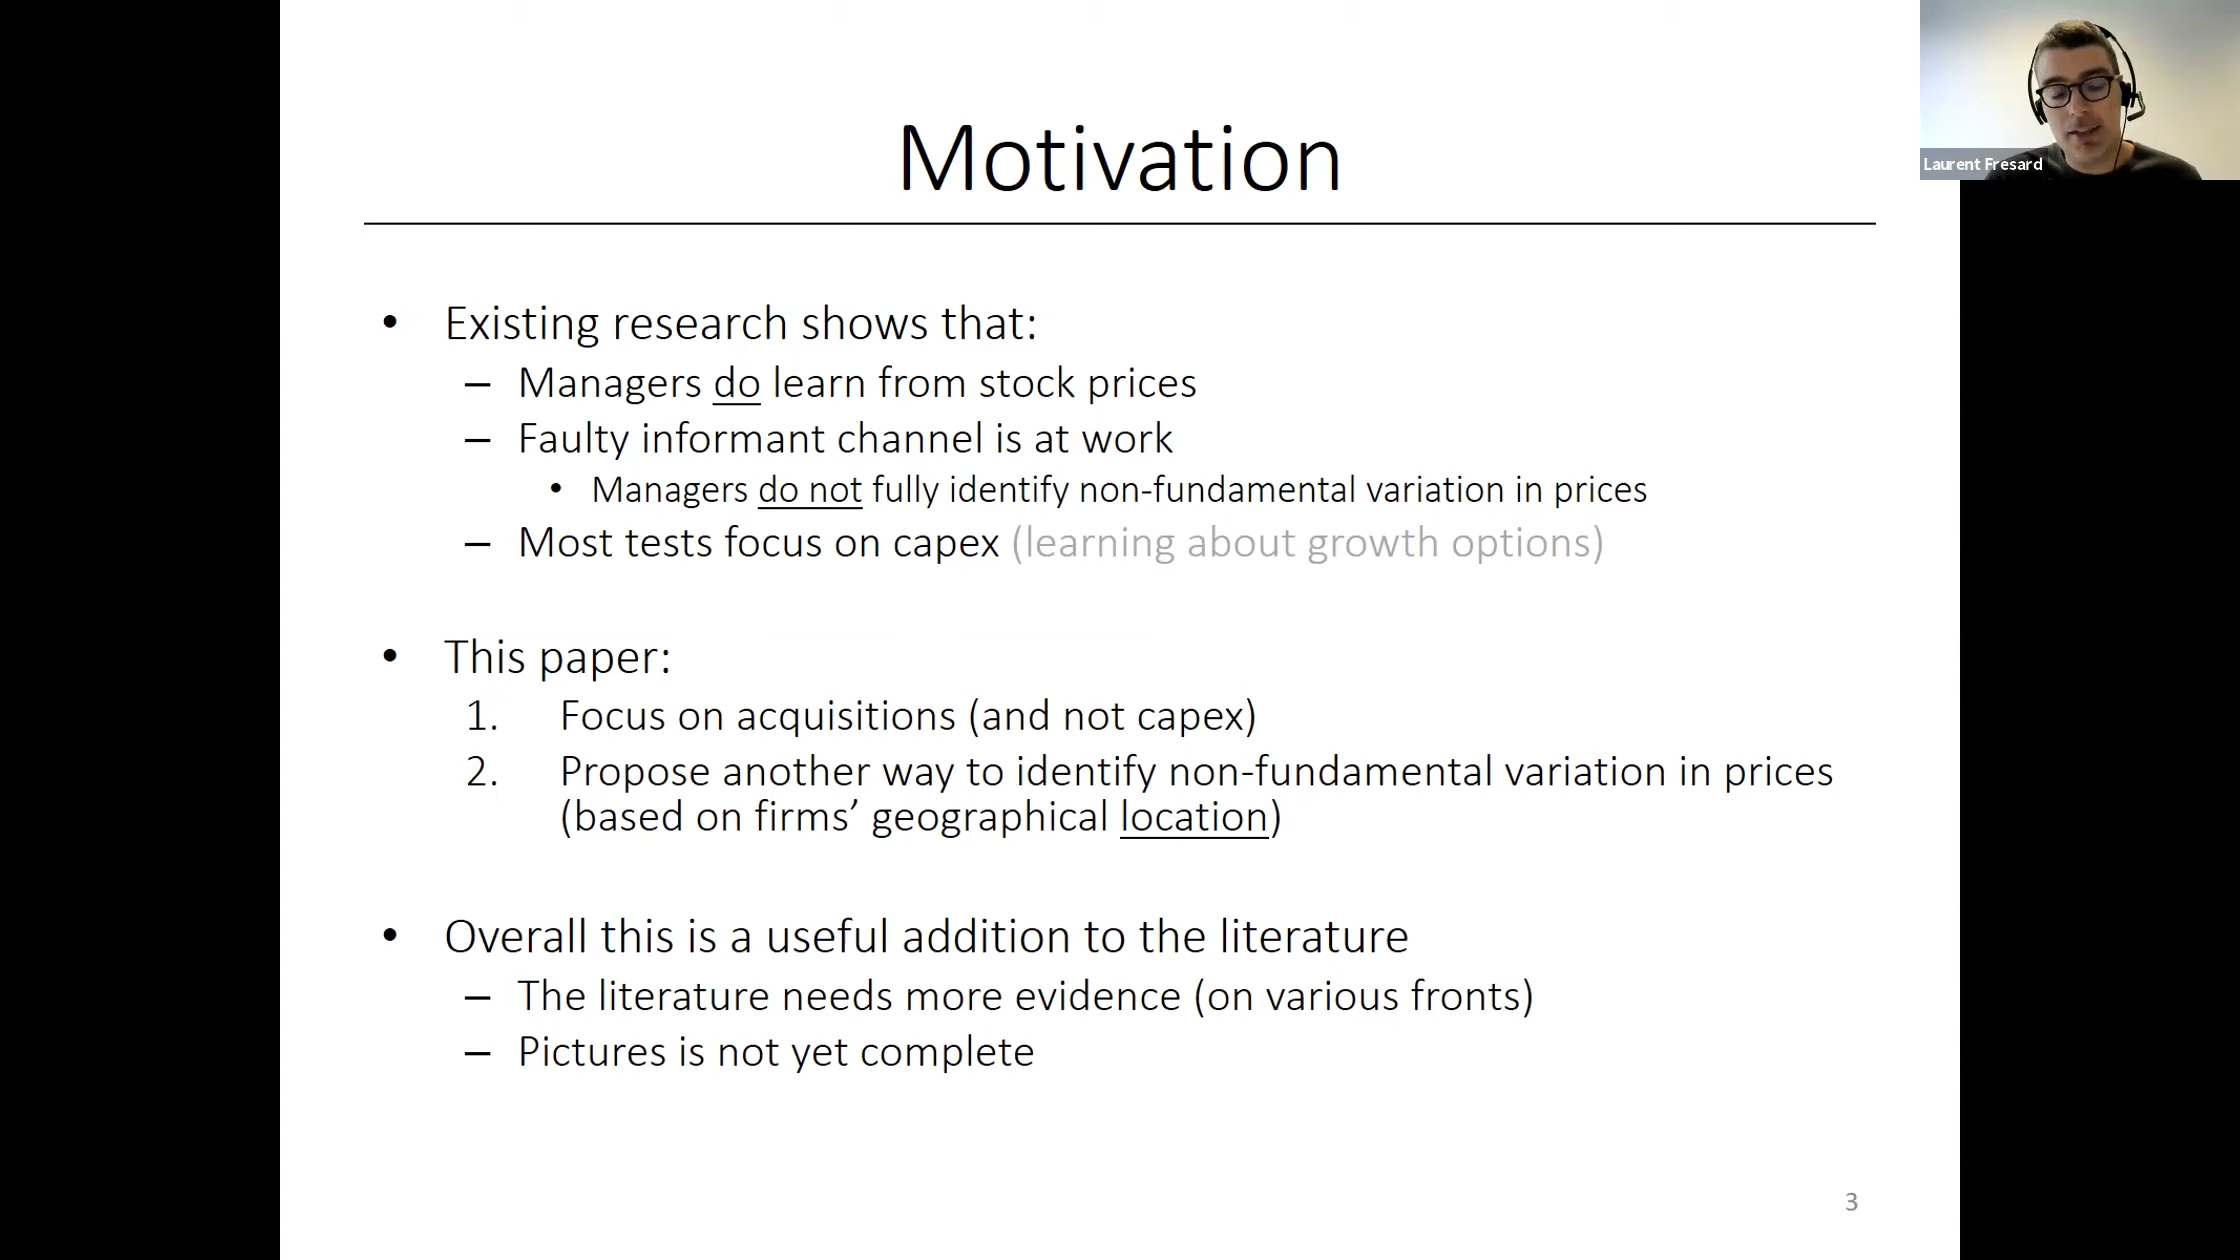 Laurent Fresard
Motivation
• Existing research shows that:
– Managers do learn from stock prices
– Faulty informant channel is at work
• Managers do not fully identify non-fundamental variation in prices
– Most tests focus on capex (learning about growth options)
• This paper:
1. Focus on acquisitions (and not capex)
2. Propose another way to identify non-fundamental variation in prices
(based on firms’ geographical location)
• Overall this is a useful addition to the literature
– The literature needs more evidence (on various fronts)
– Pictures is not yet complete
3